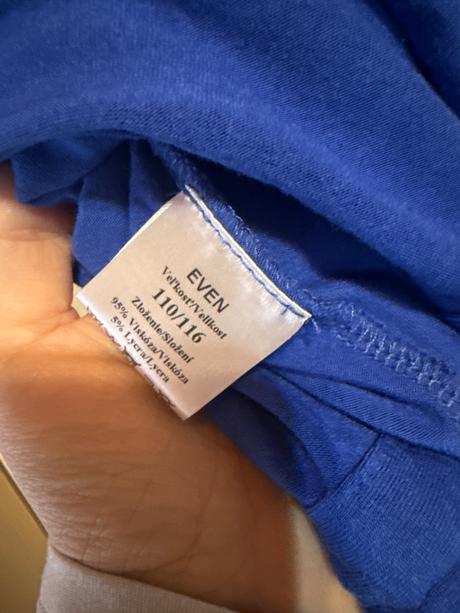 EVEN
Veľkosť/Velikost
110/116
Zloženie/Složení
95% Viskóza/Viskóza
5% Lycra/Lycra